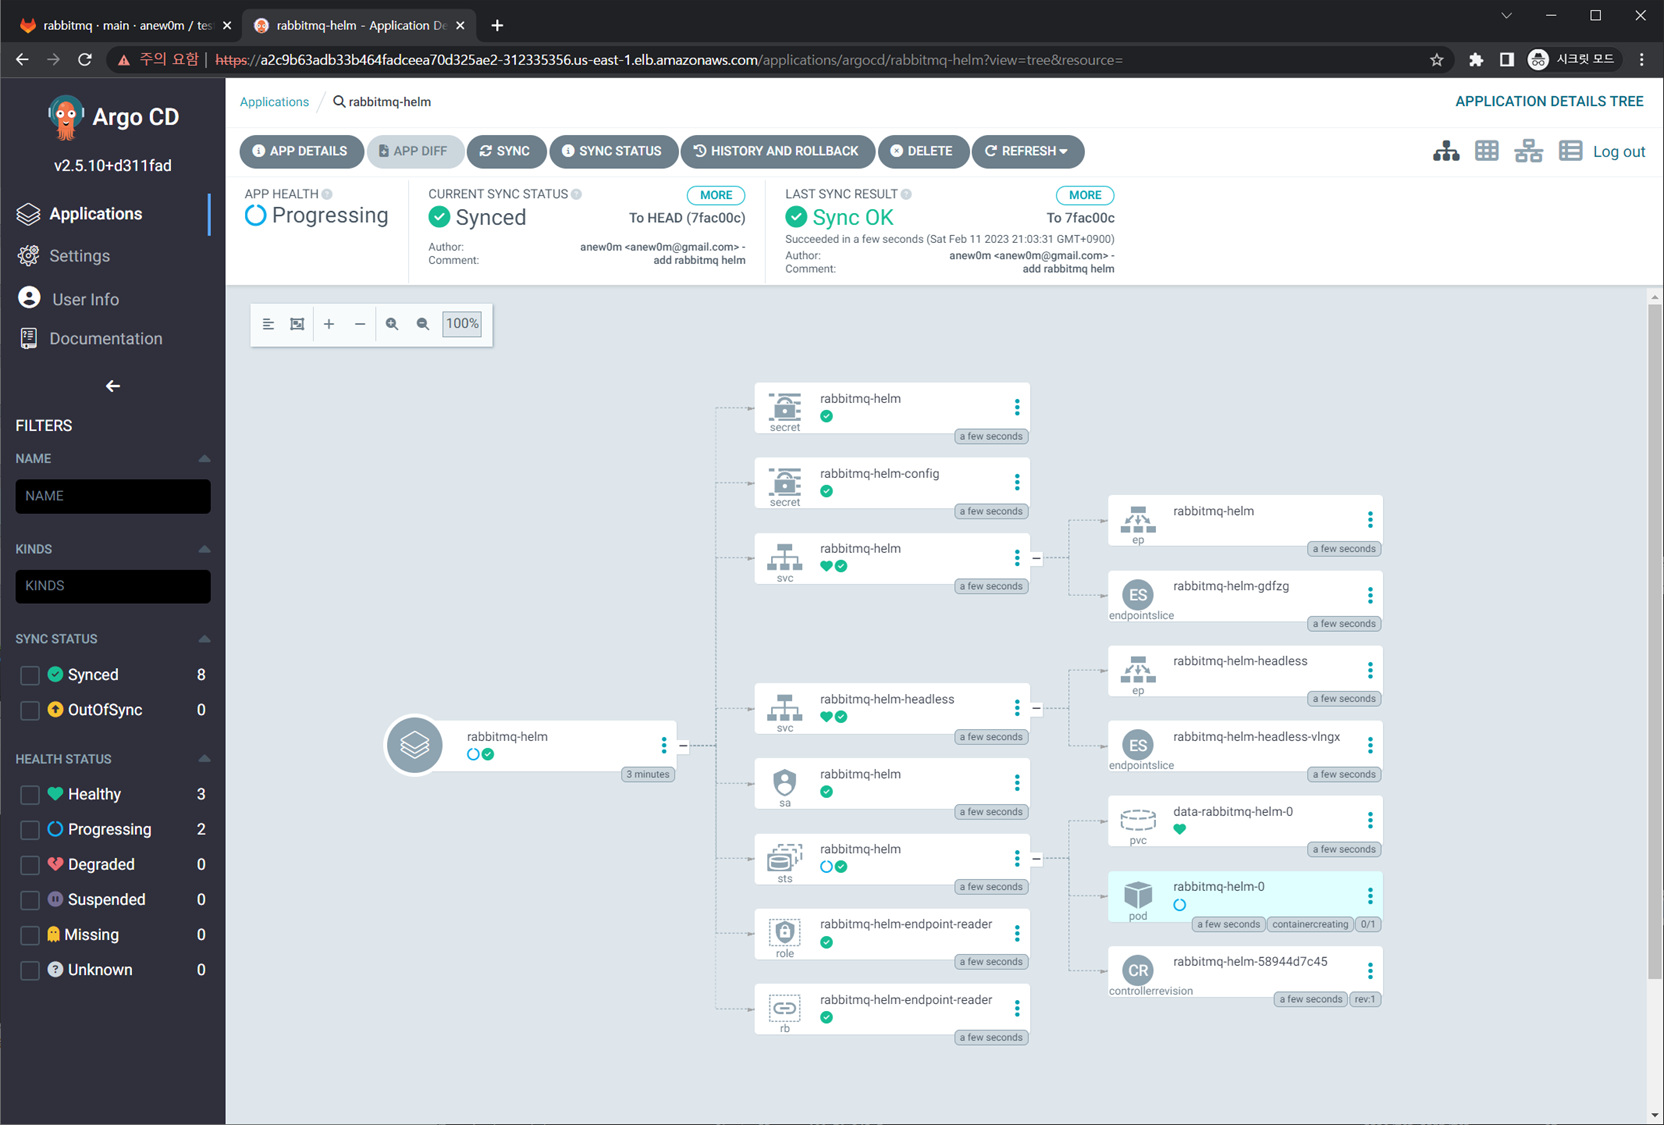 rabbitmq · main · anew0m / tes
rabbitmq-helm - Application De
주의 요함
https://a2c9b63adb33b464fadceea70d325ae2-312335356.us-east-1.elb.amazonaws.com/applications/argocd/rabbitmq-helm?view=tree&resource=
시크릿 모드
Argo CD
v2.5.10+d311fad
Applications
Settings
User Info
Documentation
FILTERS
NAME
NAME
KINDS
KINDS
SYNC STATUS
Synced 8
OutOfSync 0
HEALTH STATUS
Healthy 3
Progressing 2
Degraded 0
Suspended 0
Missing 0
Unknown 0
Applications / rabbitmq-helm
APPLICATION DETAILS TREE
APP DETAILS
APP DIFF
SYNC
SYNC STATUS
HISTORY AND ROLLBACK
DELETE
REFRESH
Log out
APP HEALTH
Progressing
CURRENT SYNC STATUS
MORE
Synced
To HEAD (7fac00c)
Author: anew0m <anew0m@gmail.com> -
Comment: add rabbitmq helm
LAST SYNC RESULT
MORE
Sync OK
To 7fac00c
Succeeded in a few seconds (Sat Feb 11 2023 21:03:31 GMT+0900)
Author: anew0m <anew0m@gmail.com> -
Comment: add rabbitmq helm
100%
rabbitmq-helm
3 minutes
rabbitmq-helm
secret
a few seconds
rabbitmq-helm-config
secret
a few seconds
rabbitmq-helm
svc
a few seconds
rabbitmq-helm-headless
svc
a few seconds
rabbitmq-helm
sa
a few seconds
rabbitmq-helm
sts
a few seconds
rabbitmq-helm-endpoint-reader
role
a few seconds
rabbitmq-helm-endpoint-reader
rb
a few seconds
rabbitmq-helm
ep
a few seconds
ES
rabbitmq-helm-gdfzg
endpointslice
a few seconds
rabbitmq-helm-headless
ep
a few seconds
ES
rabbitmq-helm-headless-vlngx
endpointslice
a few seconds
data-rabbitmq-helm-0
pvc
a few seconds
rabbitmq-helm-0
pod
a few seconds containercreating 0/1
CR
rabbitmq-helm-58944d7c45
controllerrevision
a few seconds rev:1